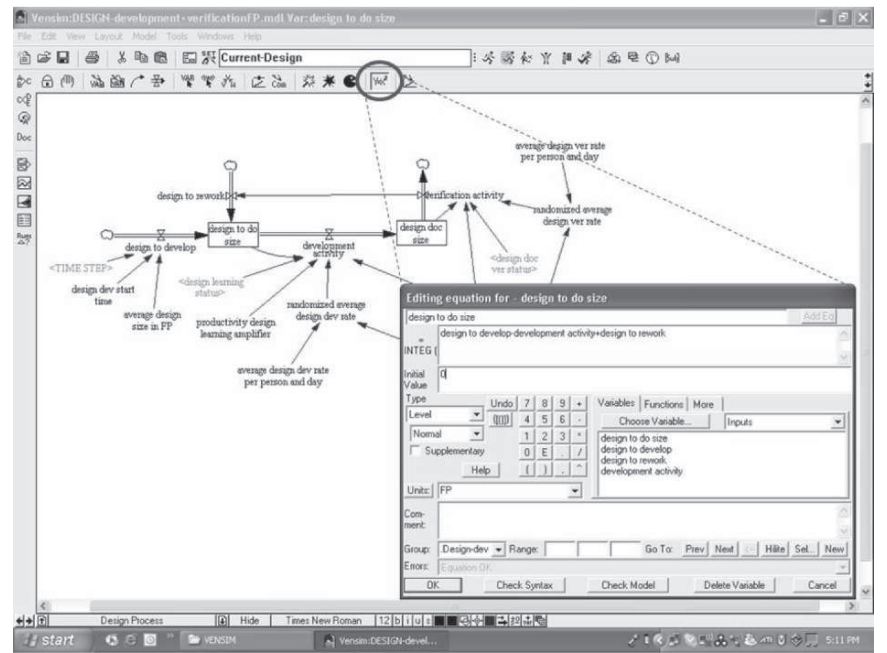 Vensim:DESIGN-development+verificationFP.mdl Var:design to do size
File Edit View Layout Model Tools Windows Help
Current-Design
average design ver rate
per person and day
design to rework
verification activity
randomized average
design ver rate
design to do
size
design doc
size
design to develop
development
activity
<TIME STEP>
<design learning
status>
<design doc
ver status>
design dev start
time
average design
size in FP
productivity design
learning amplifier
randomized average
design dev rate
average design dev rate
per person and day
Doc
Editing equation for - design to do size
design to do size
Add Eq
=
INTEG (
design to develop-development activity+design to rework
Initial
Value
0
Type
Undo 7 8 9 +
Variables Functions More
Level
4 5 6 -
Choose Variable...
Inputs
Normal
1 2 3 *
design to do size
design to develop
design to rework
development activity
Supplementary
0 E . /
Help
( ) , ^
Units: FP
Com-
ment:
Group: .Design-dev Range: Go To: Prev Next <- Hilite Sel... New
Errors: Equation OK
OK Check Syntax Check Model Delete Variable Cancel
Design Process Hide Times New Roman 12 b i u s
start VENSIM Vensim:DESIGN-devel... 5:11 PM